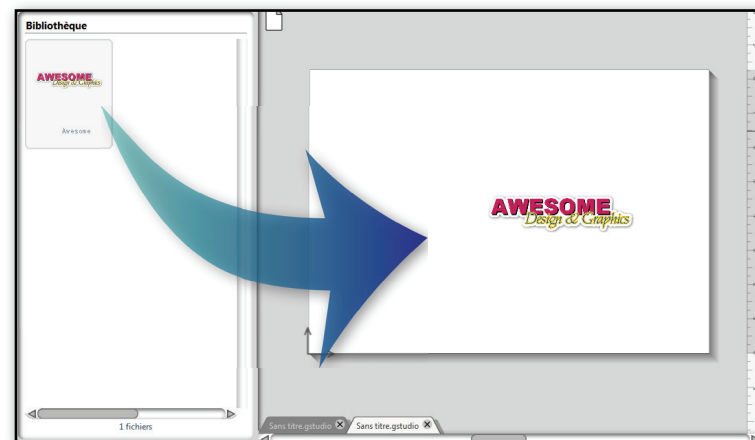 Bibliothèque
AWESOME
Design & Graphics
Awesome
1 fichiers
AWESOME
Design & Graphics
Sans titre.gstudio
Sans titre.gstudio